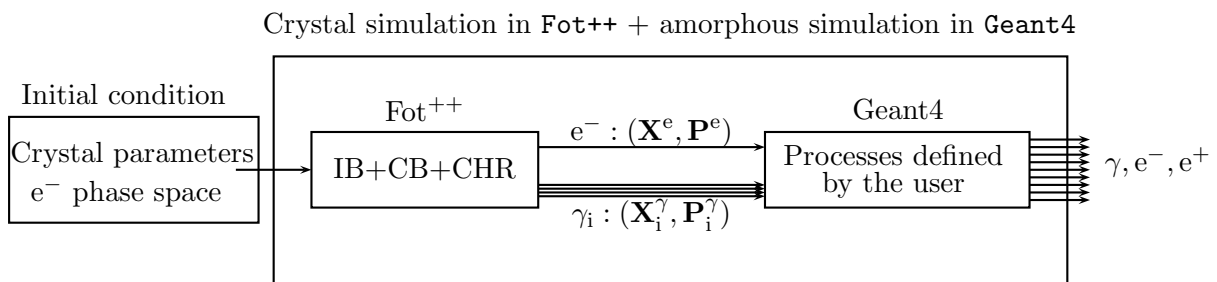 Crystal simulation in Fot++ + amorphous simulation in Geant4
Initial condition
Crystal parameters
e⁻ phase space
Fot⁺⁺
IB+CB+CHR
e⁻ : (Xᵉ, Pᵉ)
γᵢ : (Xᵢᵞ, Pᵢᵞ)
Geant4
Processes defined
by the user
γ, e⁻, e⁺